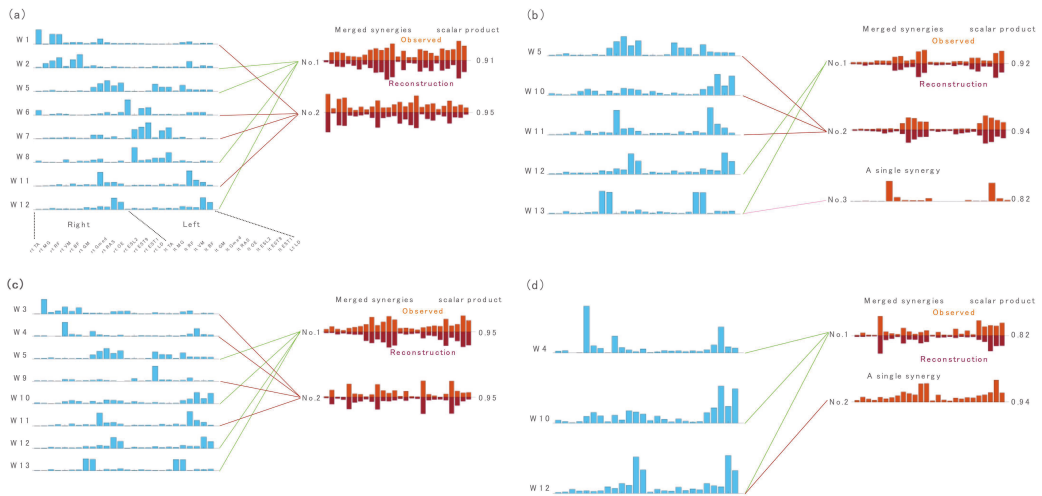 (a)
Merged synergies scalar product
Observed
W 1
W 2
W 5
W 6
W 7
W 8
W 11
W 12
No.1
0.91
Reconstruction
No.2
0.95
Right Left
(b)
Merged synergies scalar product
Observed
W 5
W 10
W 11
W 12
W 13
No.1
0.92
Reconstruction
No.2
0.94
A single synergy
No.3
0.82
(c)
Merged synergies scalar product
Observed
W 3
W 4
W 5
W 9
W 10
W 11
W 12
W 13
No.1
0.95
Reconstruction
No.2
0.95
(d)
Merged synergies scalar product
Observed
W 4
W 10
W 12
No.1
0.82
Reconstruction
A single synergy
No.2
0.94